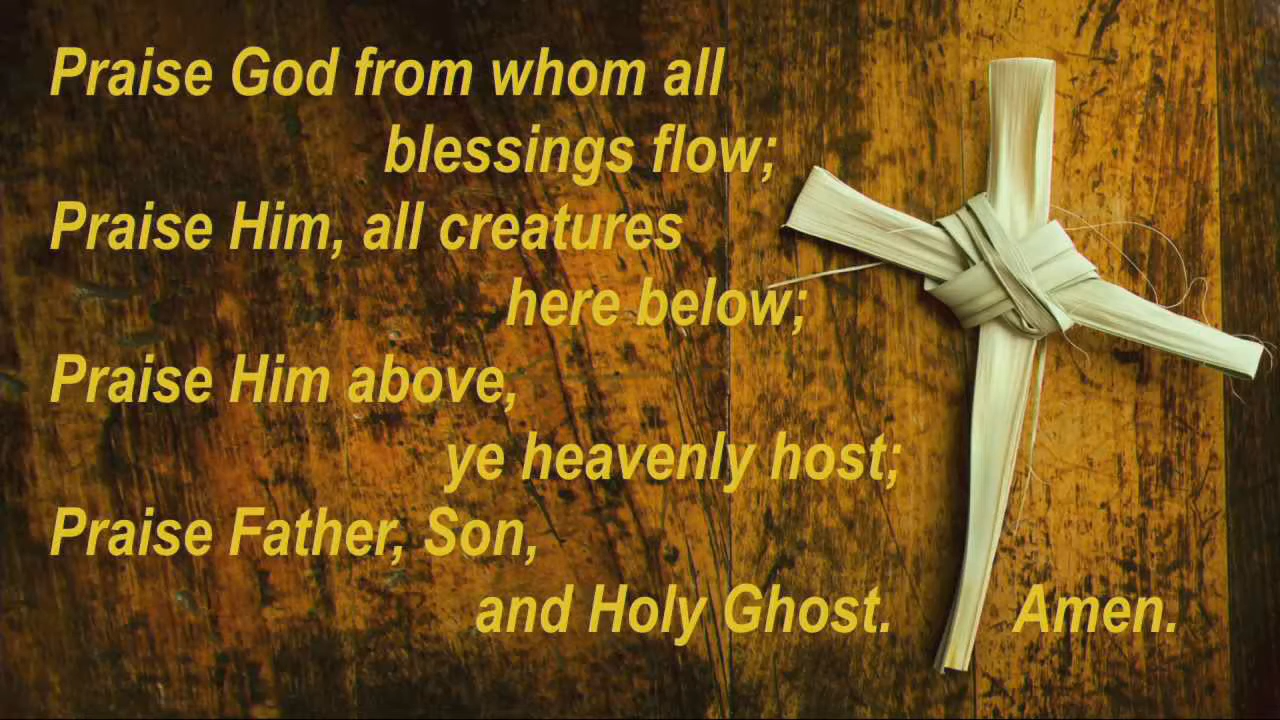 Praise God from whom all
blessings flow;
Praise Him, all creatures
here below;
Praise Him above,
ye heavenly host;
Praise Father, Son,
and Holy Ghost. Amen.